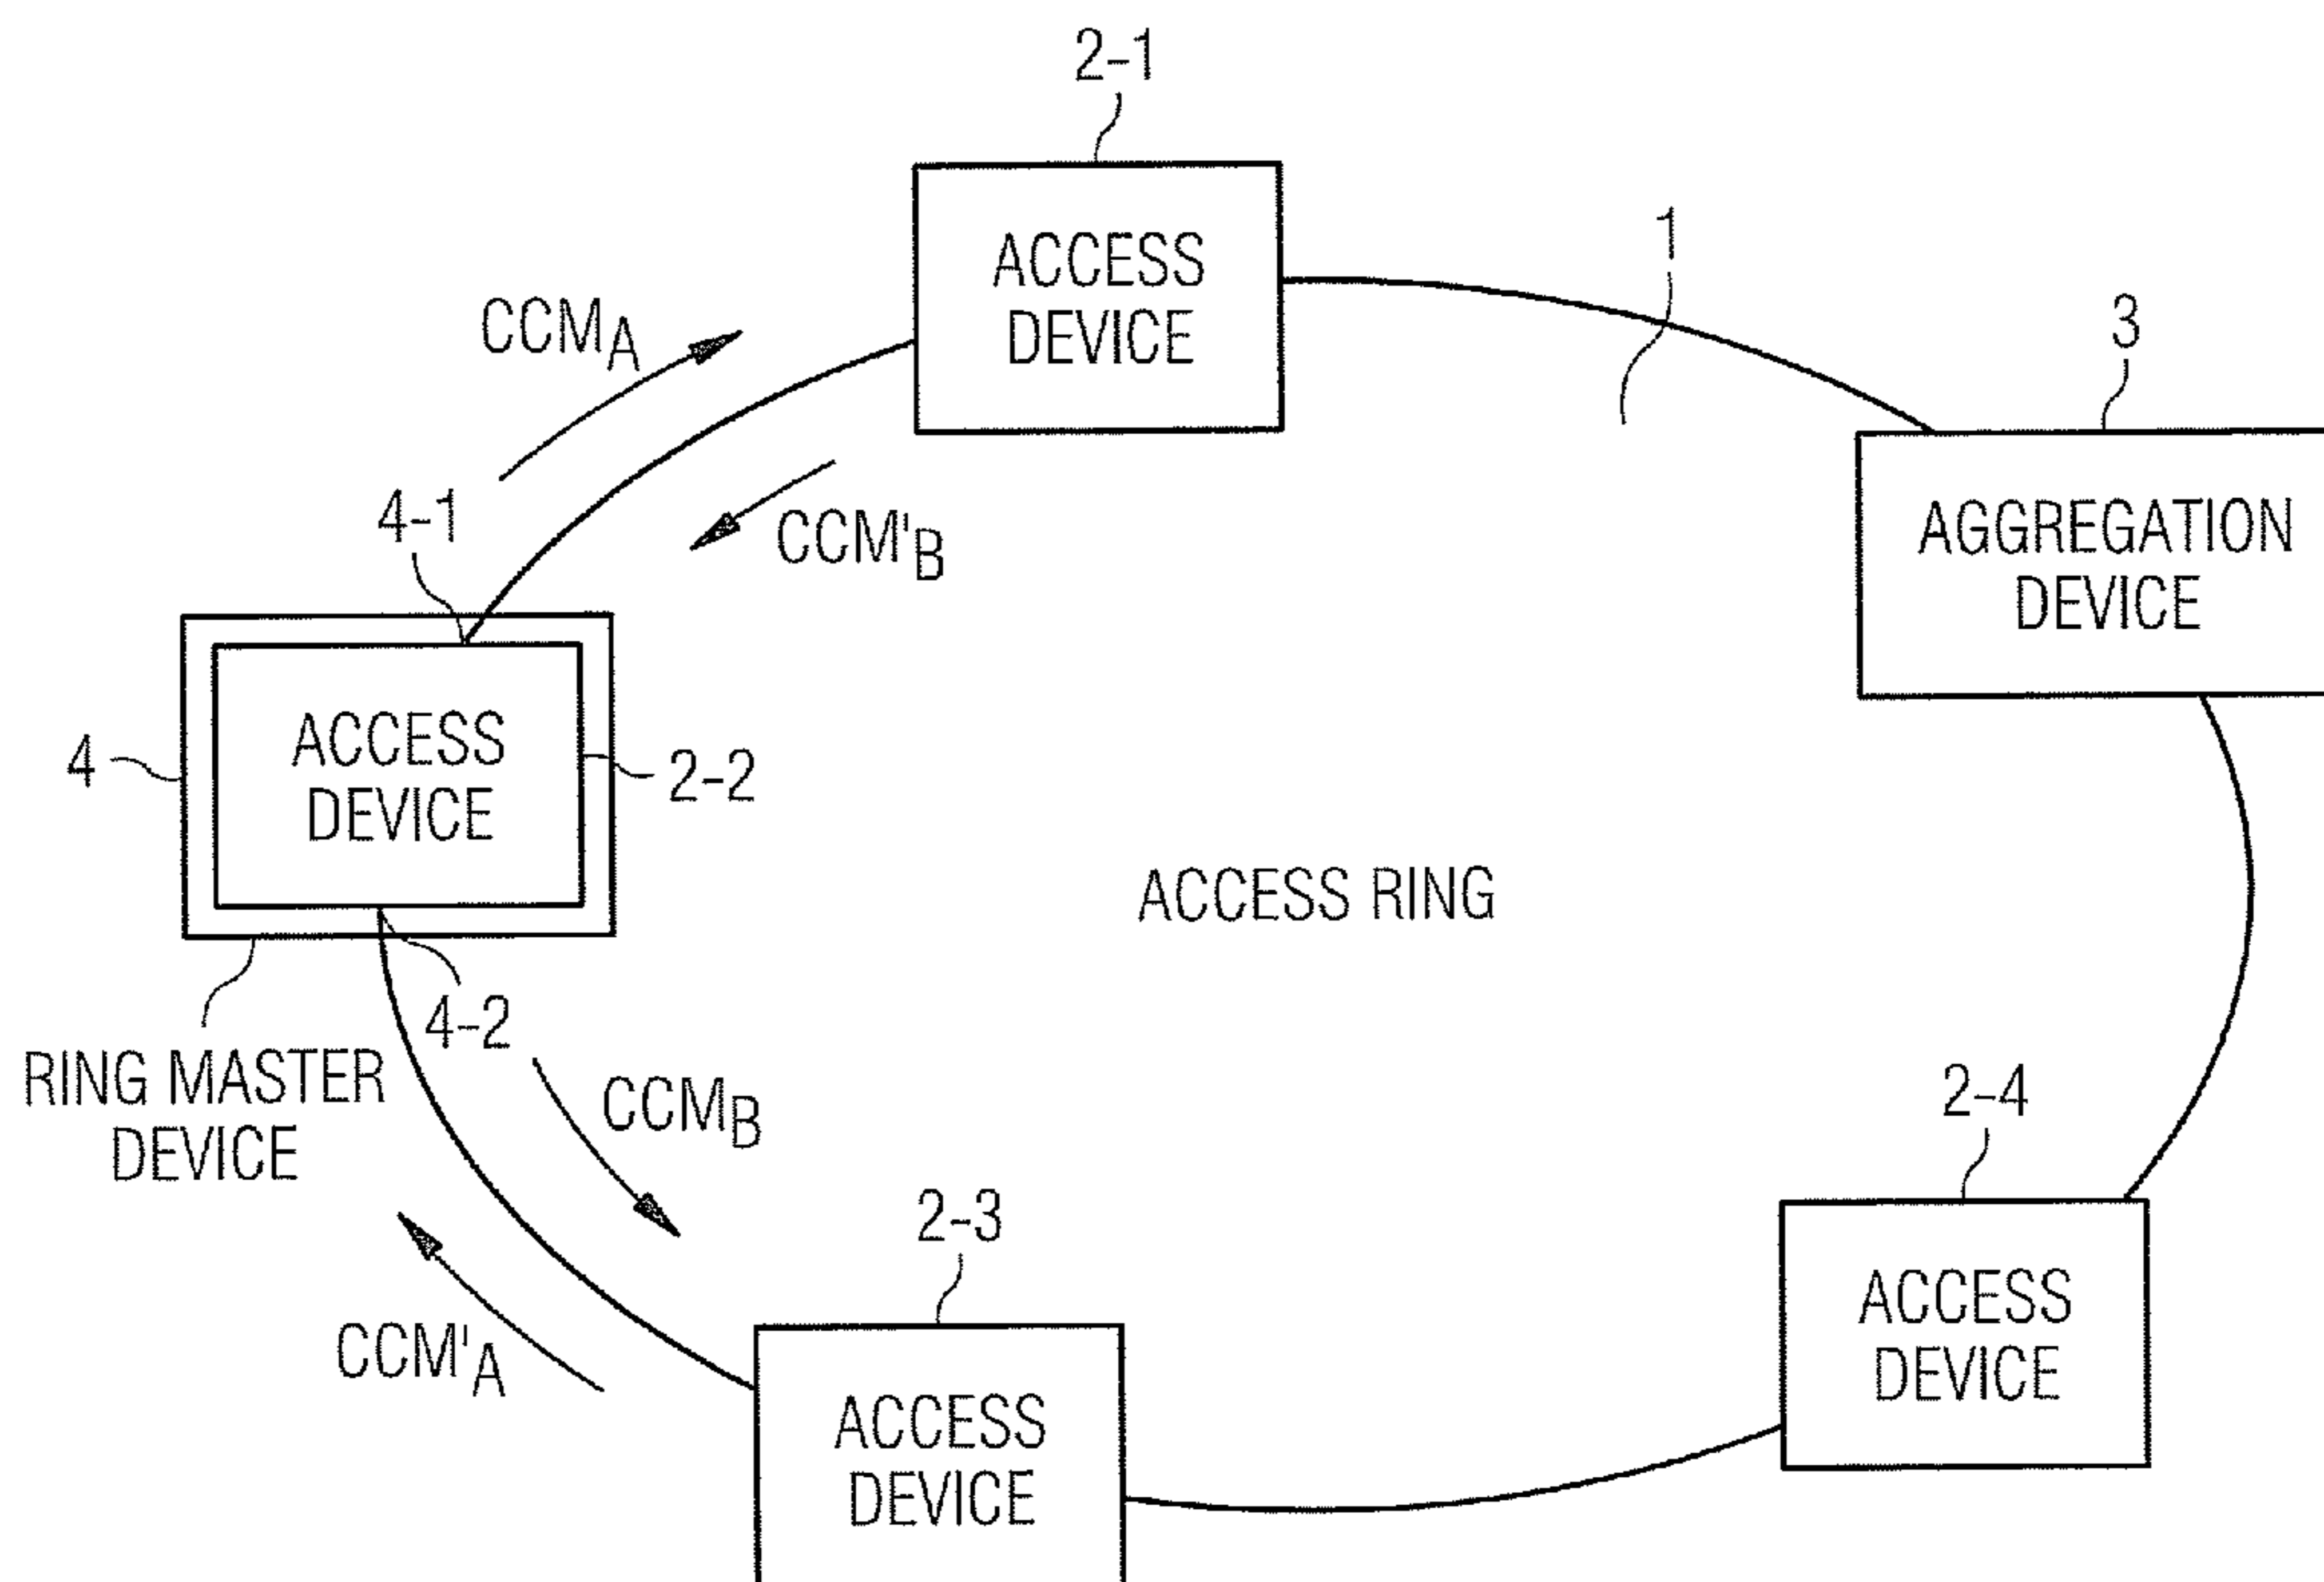 2-1
ACCESS
DEVICE
1
3
AGGREGATION
DEVICE
CCMA
CCM'B
4-1
4
ACCESS
DEVICE
2-2
4-2
RING MASTER
DEVICE
ACCESS RING
CCMB
CCM'A
2-3
ACCESS
DEVICE
2-4
ACCESS
DEVICE